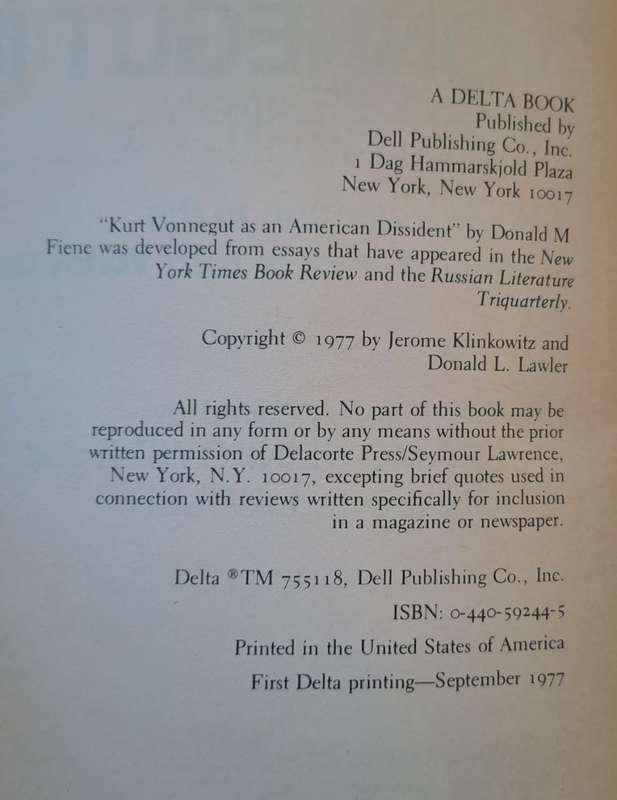 A DELTA BOOK
Published by
Dell Publishing Co., Inc.
1 Dag Hammarskjold Plaza
New York, New York 10017
"Kurt Vonnegut as an American Dissident" by Donald M
Fiene was developed from essays that have appeared in the New
York Times Book Review and the Russian Literature
Triquarterly.
Copyright © 1977 by Jerome Klinkowitz and
Donald L. Lawler
All rights reserved. No part of this book may be
reproduced in any form or by any means without the prior
written permission of Delacorte Press/Seymour Lawrence,
New York, N.Y. 10017, excepting brief quotes used in
connection with reviews written specifically for inclusion
in a magazine or newspaper.
Delta ®TM 755118, Dell Publishing Co., Inc.
ISBN: 0-440-59244-5
Printed in the United States of America
First Delta printing—September 1977